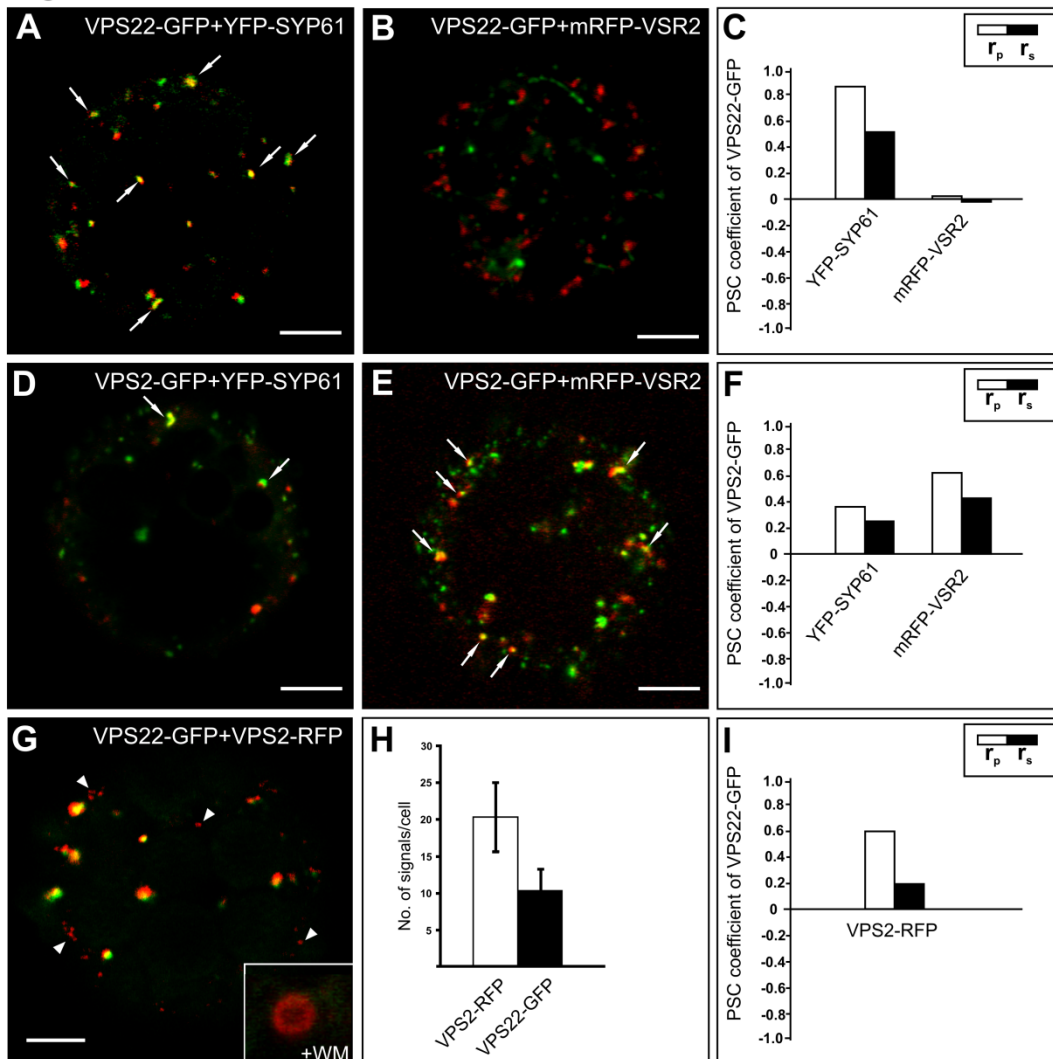 A VPS22-GFP+YFP-SYP61
B VPS22-GFP+mRFP-VSR2
C
rp rs
PSC coefficient of VPS22-GFP
1.0
0.8
0.6
0.4
0.2
0
-0.2
-0.4
-0.6
-0.8
-1.0
YFP-SYP61
mRFP-VSR2
D VPS2-GFP+YFP-SYP61
E VPS2-GFP+mRFP-VSR2
F
rp rs
PSC coefficient of VPS2-GFP
1.0
0.8
0.6
0.4
0.2
0
-0.2
-0.4
-0.6
-0.8
-1.0
YFP-SYP61
mRFP-VSR2
G VPS22-GFP+VPS2-RFP
+WM
H
No. of signals/cell
30
25
20
15
10
5
VPS2-RFP
VPS22-GFP
I
rp rs
PSC coefficient of VPS22-GFP
1.0
0.8
0.6
0.4
0.2
0
-0.2
-0.4
-0.6
-0.8
-1.0
VPS2-RFP